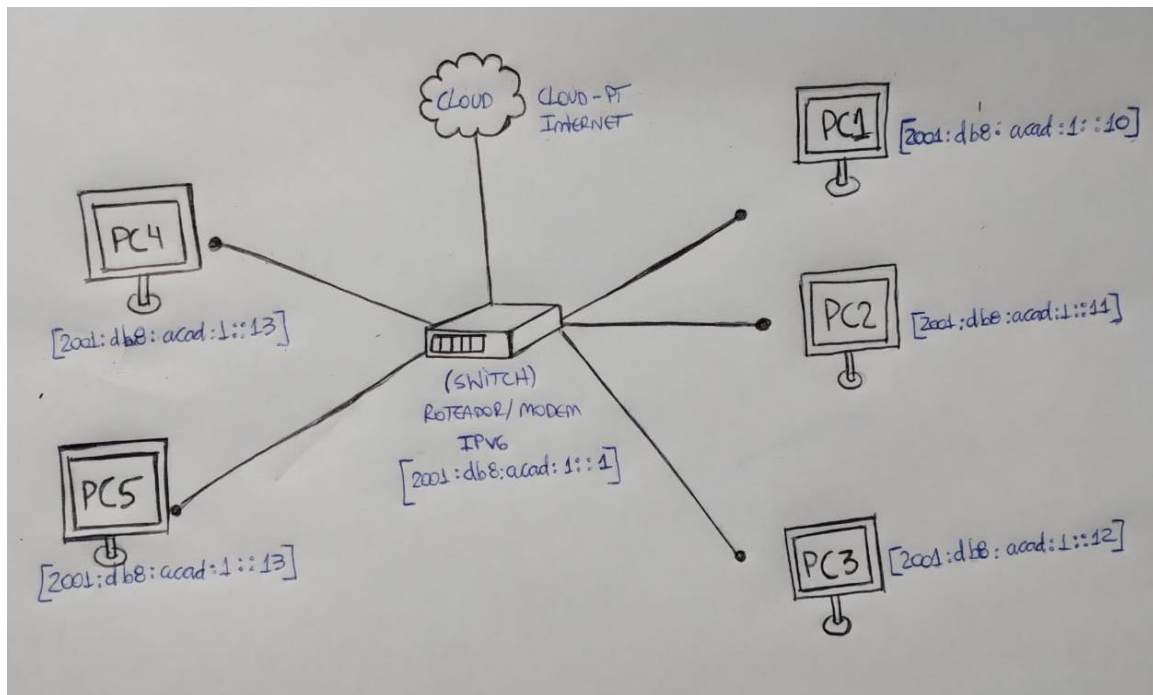 CLOUD
CLOUD-PT
INTERNET
PC1
[2001:db8:acad:1::10]
PC4
[2001:db8:acad:1::13]
PC2
[2001:db8:acad:1::11]
(SWITCH)
ROTEADOR/MODEM
IPV6
[2001:db8:acad:1::1]
PC5
[2001:db8:acad:1::13]
PC3
[2001:db8:acad:1::12]